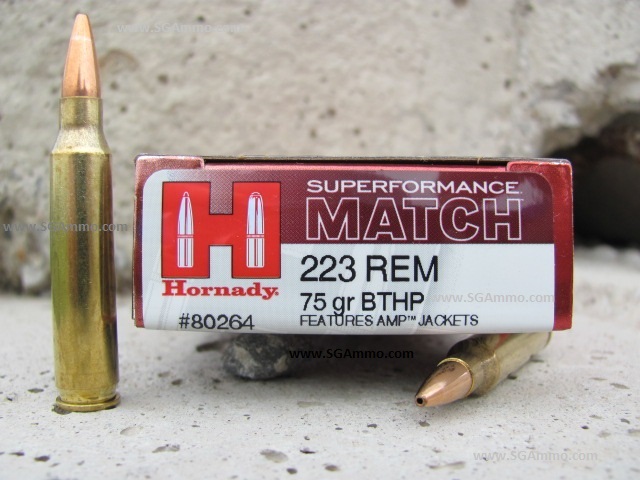 www.SGAmmo.com
SUPERFORMANCE
MATCH
H
Hornady.
223 REM
75 gr BTHP
#80264
FEATURES AMP™ JACKETS
www.SGAmmo.com
www.SGAmmo.com
www.SGAmmo.com
www.SGAmmo.com